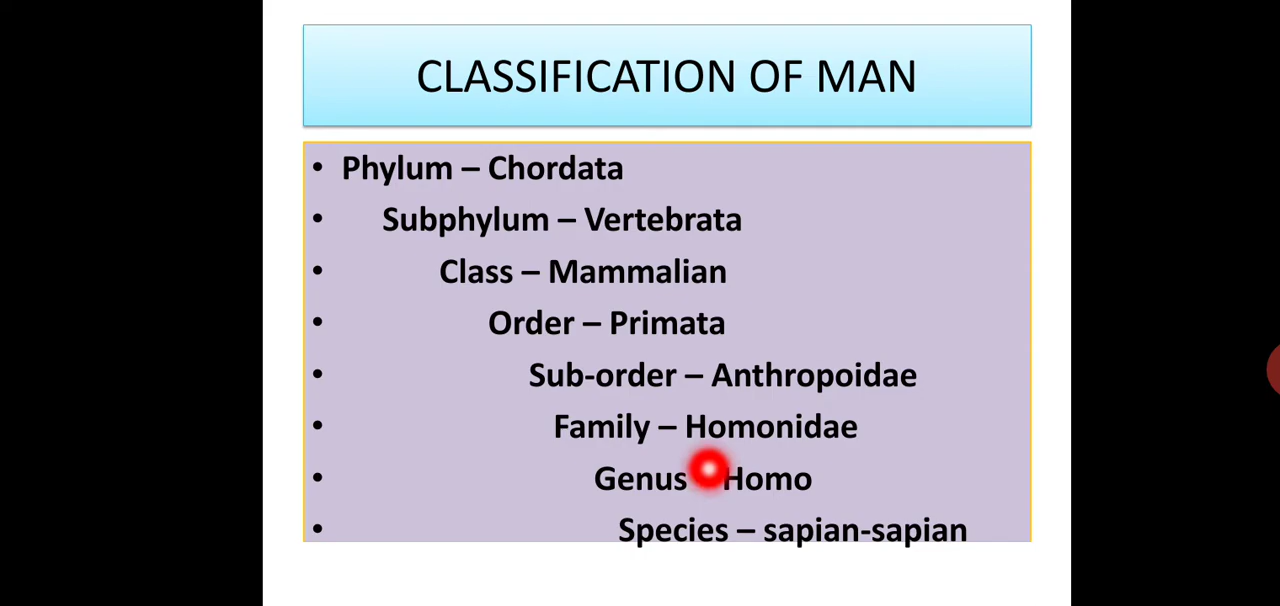 CLASSIFICATION OF MAN
• Phylum – Chordata
• Subphylum – Vertebrata
• Class – Mammalian
• Order – Primata
• Sub-order – Anthropoidae
• Family – Homonidae
• Genus Homo
• Species – sapian-sapian